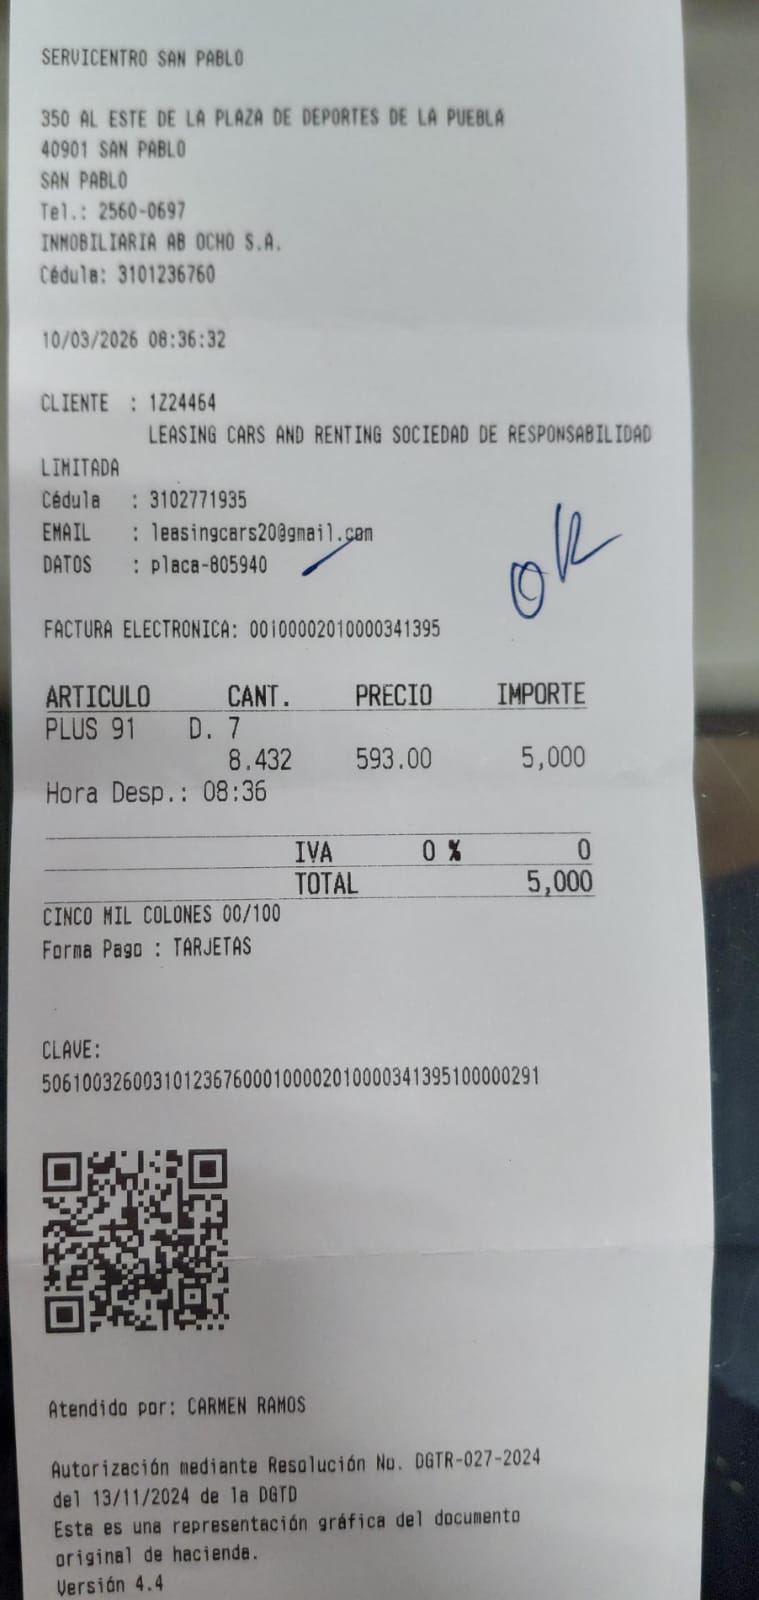 SERVICENTRO SAN PABLO
350 AL ESTE DE LA PLAZA DE DEPORTES DE LA PUEBLA
40901 SAN PABLO
SAN PABLO
Tel.: 2560-0697
INMOBILIARIA AB OCHO S.A.
Cédula: 3101236760
10/03/2026 08:36:32
CLIENTE : 1224464
LEASING CARS AND RENTING SOCIEDAD DE RESPONSABILIDAD
LIMITADA
Cédula : 3102771935
EMAIL : leasingcars20@gmail.com
DATOS : placa-805940
OK
FACTURA ELECTRONICA: 00100002010000341395
ARTICULO CANT. PRECIO IMPORTE
PLUS 91 D. 7
8.432 593.00 5,000
Hora Desp.: 08:36
IVA 0 % 0
TOTAL 5,000
CINCO MIL COLONES 00/100
Forma Pago : TARJETAS
CLAVE:
50610032600310123676000100002010000341395100000291
Atendido por: CARMEN RAMOS
Autorización mediante Resolución No. DGTR-027-2024
del 13/11/2024 de la DGTD
Esta es una representación gráfica del documento
original de hacienda.
Versión 4.4